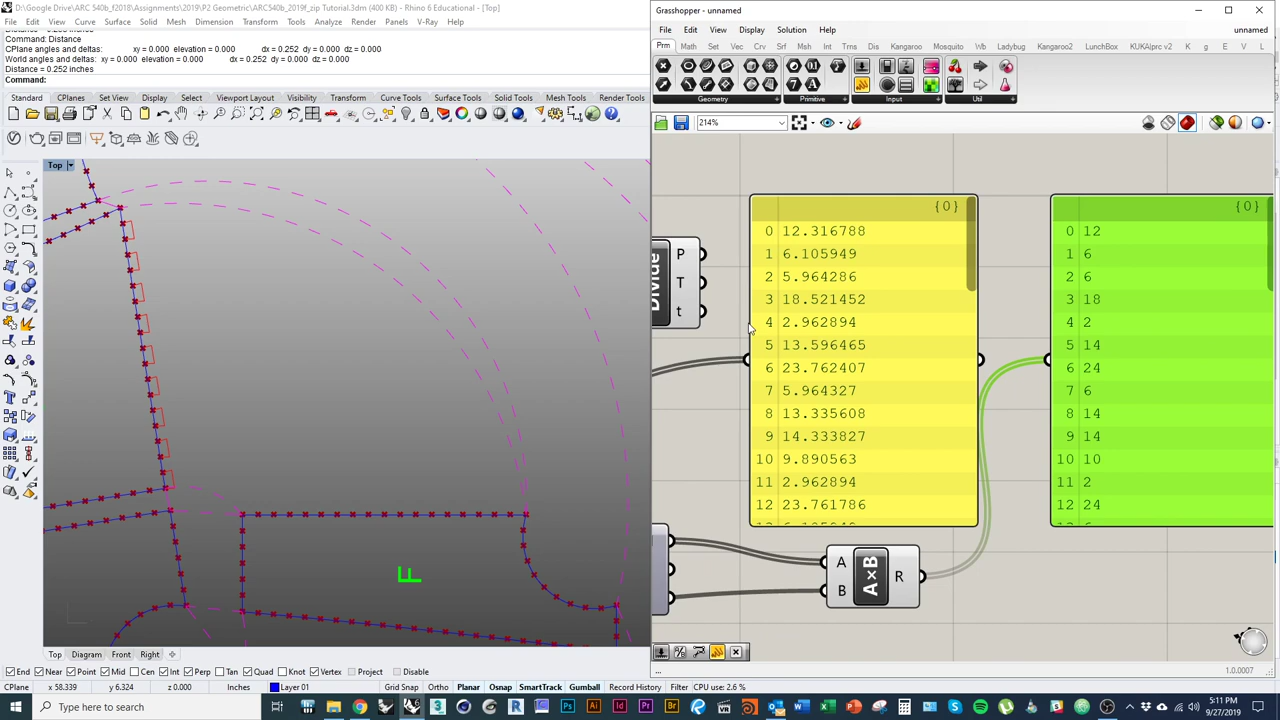 D:\Google Drive\ARC 540b_f2018\Assignments\2019\P2 Geometric\ARC540b_2019f_zip Tutorial.3dm (400 KB) - Rhino 6 Educational - [Top]
File Edit View Curve Surface Solid Mesh Dimension Transform Tools Analyze Render Panels V-Ray Help
Command: Distance
CPlane angles and deltas: xy = 0.000 elevation = 0.000 dx = 0.252 dy = 0.000 dz = 0.000
World angles and deltas: xy = 0.000 elevation = 0.000 dx = 0.252 dy = 0.000 dz = 0.000
Distance = 0.252 inches
Command:
Standard CPlanes Set View Display Select Viewport Layout Visibility Transform Curve Tools Surface Tools Solid Tools Mesh Tools Render Tools
Top
F
Top Perspective Front Right
End Near Point Mid Cen Int Perp Tan Quad Knot Vertex Project Disable
CPlane x 58.339 y 6.324 z 0.000 Inches Layer 01 Grid Snap Ortho Planar Osnap SmartTrack Gumball Record History Filter CPU use: 2.6 %
Grasshopper - unnamed
File Edit View Display Solution Help unnamed
Prm Math Set Vec Crv Srf Msh Int Trns Dis Kangaroo Mosquito Wb Ladybug Kangaroo2 LunchBox KUKA|prc v2 K g E V L
Geometry Primitive Input Util
214%
Divide
P
T
t
{0}
0 12.316788
1 6.105949
2 5.964286
3 18.521452
4 2.962894
5 13.596465
6 23.762407
7 5.964327
8 13.335608
9 14.333827
10 9.890563
11 2.962894
12 23.761786
13 6.105949
{0}
0 12
1 6
2 6
3 18
4 2
5 14
6 24
7 6
8 14
9 14
10 10
11 2
12 24
A
B
A×B
R
...
1.0.0007
Type here to search
5:11 PM
9/27/2019